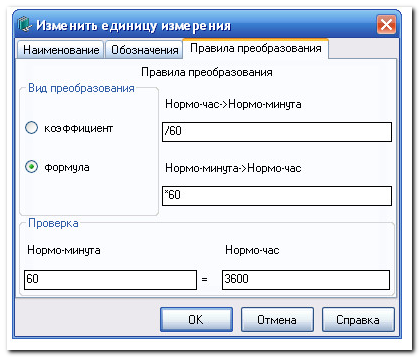 Изменить единицу измерения
Наименование Обозначения Правила преобразования
Правила преобразования
Вид преобразования
коэффициент
формула
Нормо-час->Нормо-минута
/60
Нормо-минута->Нормо-час
*60
Проверка
Нормо-минута Нормо-час
60 = 3600
OK Отмена Справка